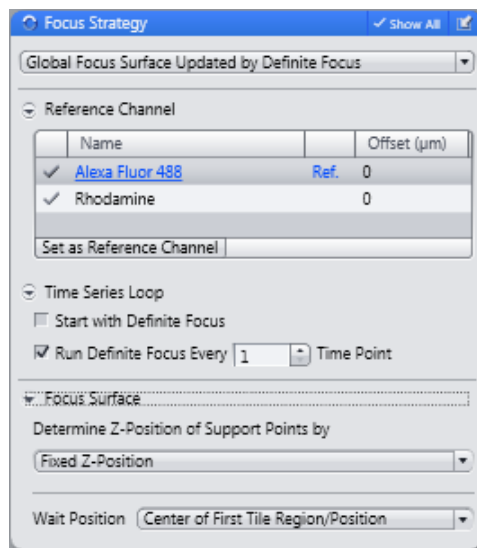 Focus Strategy Show All
Global Focus Surface Updated by Definite Focus
Reference Channel
Name Offset (µm)
Alexa Fluor 488 Ref. 0
Rhodamine 0
Set as Reference Channel
Time Series Loop
Start with Definite Focus
Run Definite Focus Every 1 Time Point
Focus Surface
Determine Z-Position of Support Points by
Fixed Z-Position
Wait Position Center of First Tile Region/Position